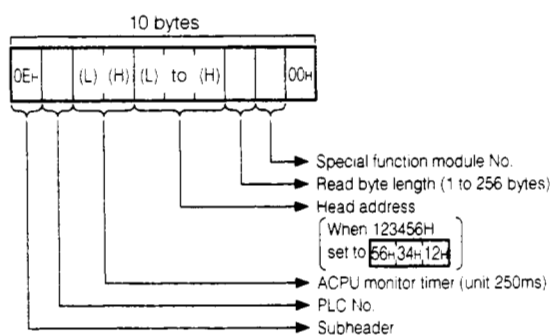 10 bytes
0EH (L) (H) (L) to (H) 00H
Special function module No.
Read byte length (1 to 256 bytes)
Head address
When 123456H
set to 56H 34H 12H
ACPU monitor timer (unit 250ms)
PLC No.
Subheader